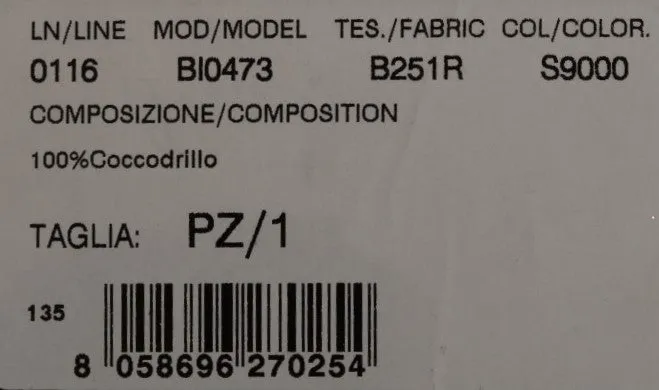 LN/LINE MOD/MODEL TES./FABRIC COL/COLOR.
0116 BI0473 B251R S9000
COMPOSIZIONE/COMPOSITION
100%Coccodrillo
TAGLIA: PZ/1
135
8 058696 270254